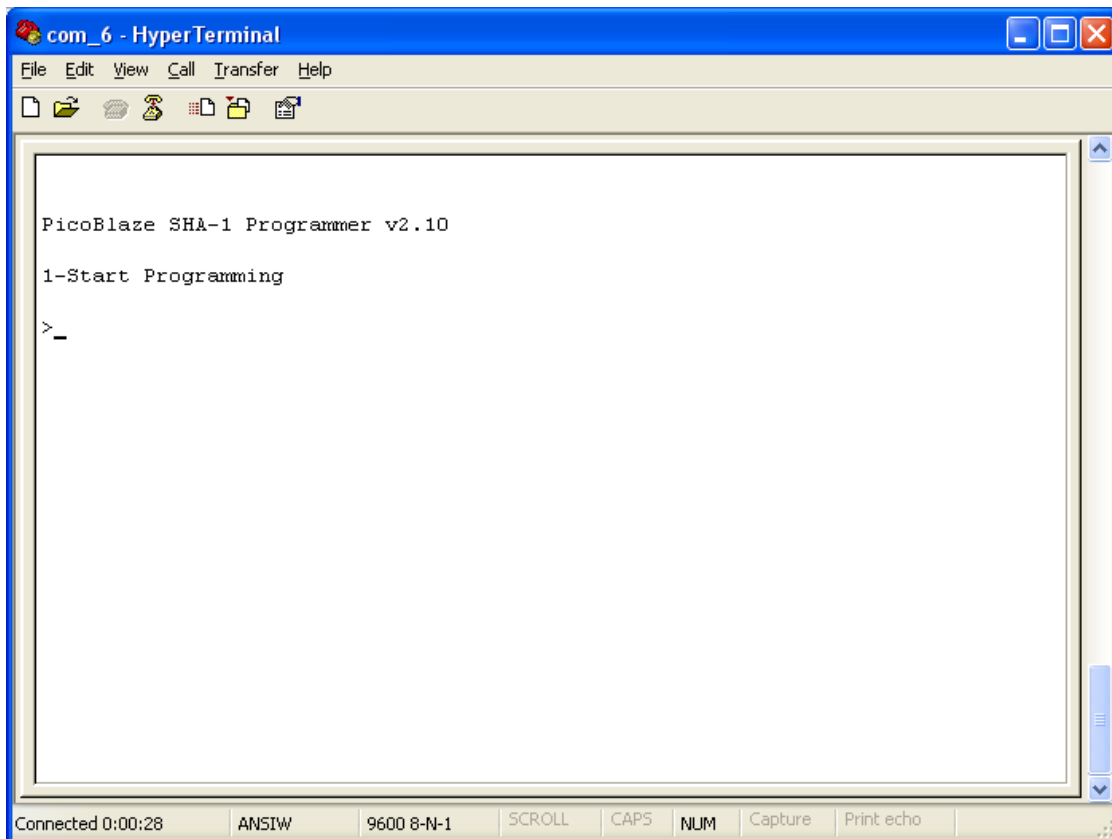 com_6 - HyperTerminal
File Edit View Call Transfer Help
PicoBlaze SHA-1 Programmer v2.10
1-Start Programming
>_
Connected 0:00:28 ANSIW 9600 8-N-1 SCROLL CAPS NUM Capture Print echo